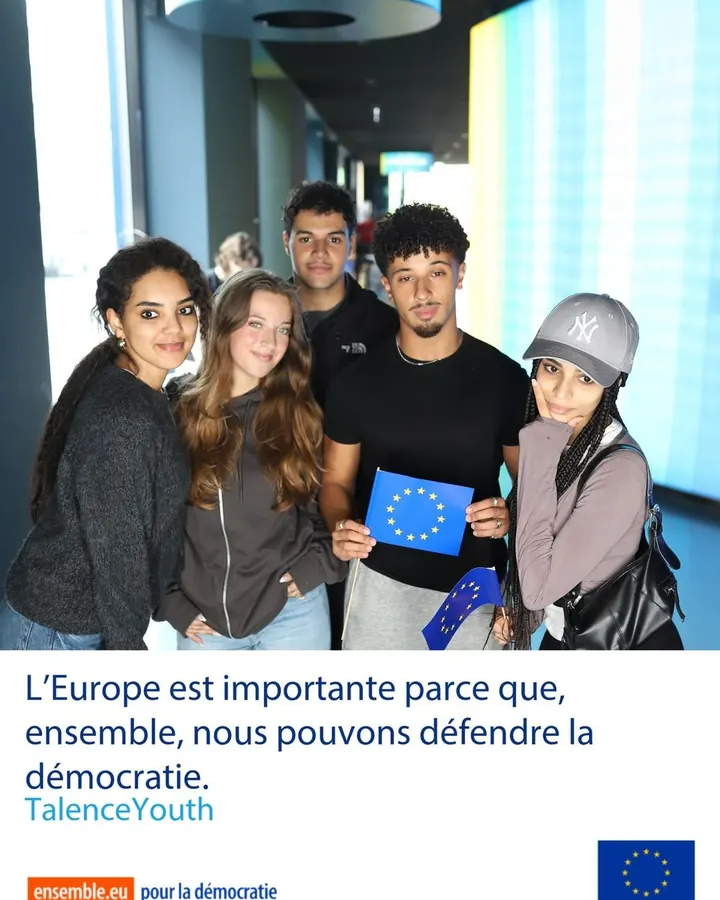 NY
L’Europe est importante parce que,
ensemble, nous pouvons défendre la
démocratie.
TalenceYouth
ensemble.eu pour la démocratie